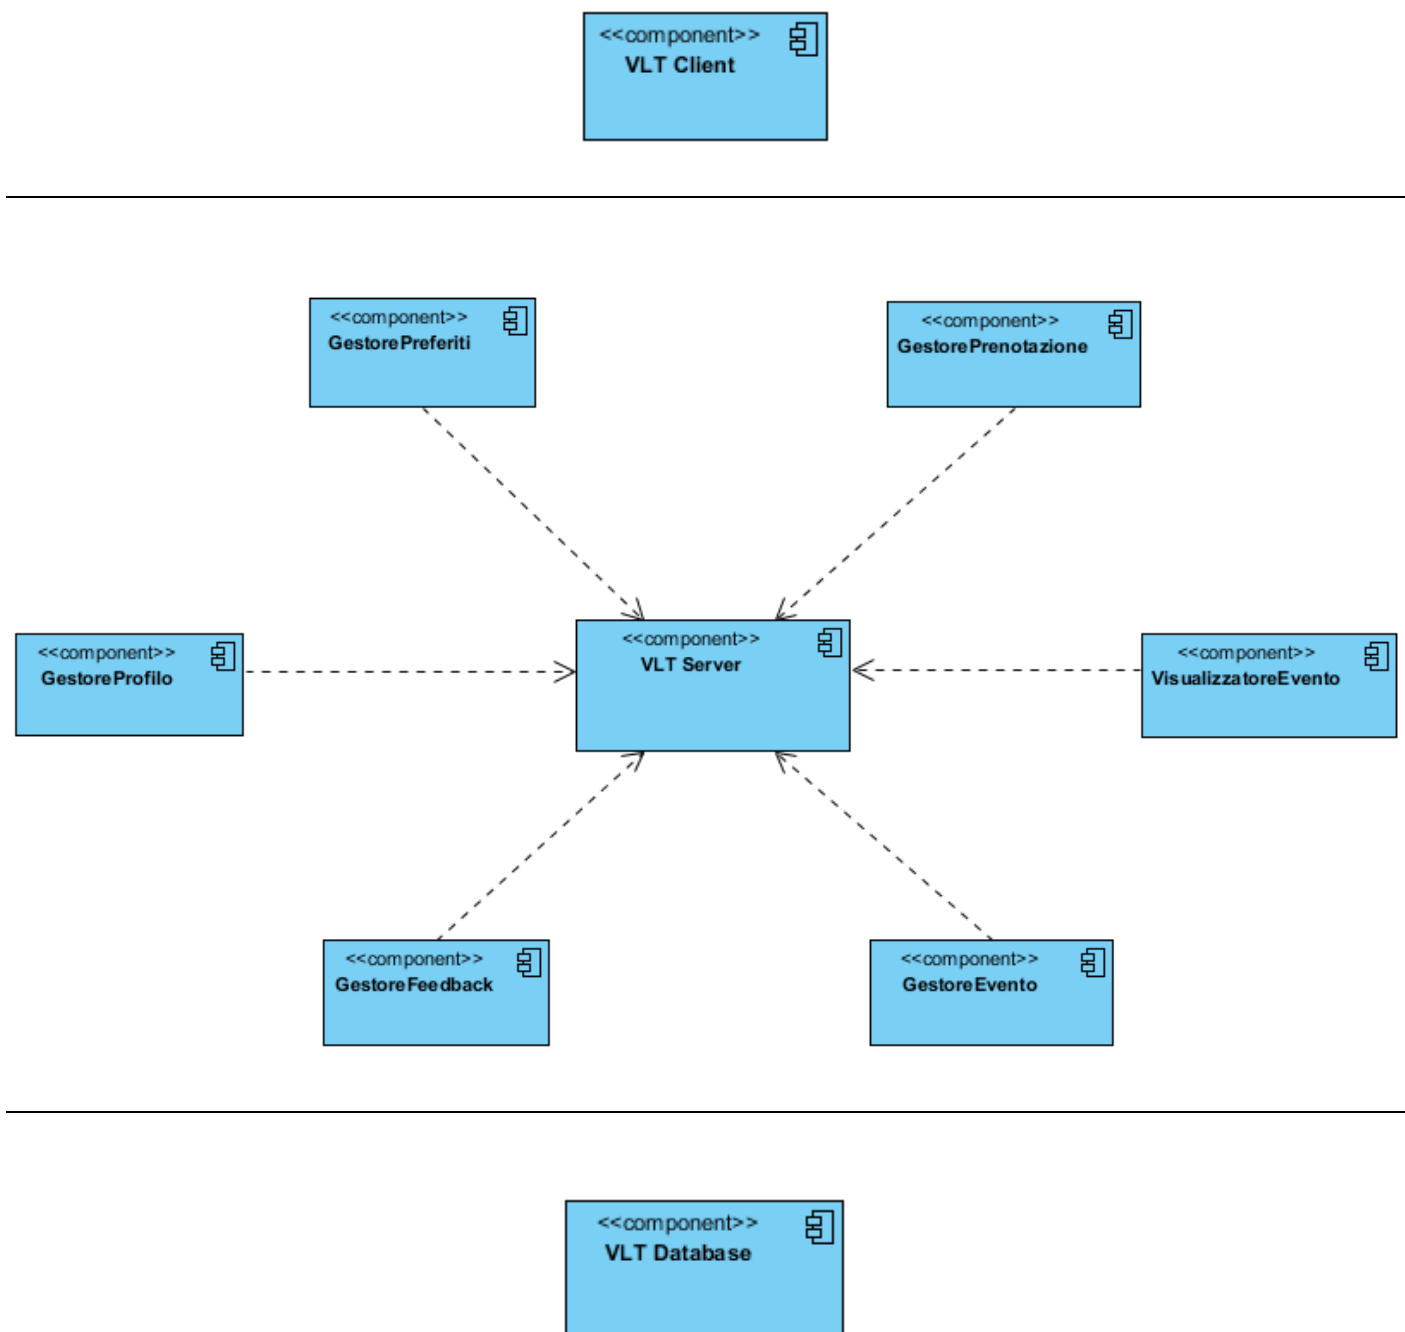 <<component>>
VLT Client
<<component>>
GestorePreferiti
<<component>>
GestorePrenotazione
<<component>>
GestoreProfilo
<<component>>
VLT Server
<<component>>
VisualizzatoreEvento
<<component>>
GestoreFeedback
<<component>>
GestoreEvento
<<component>>
VLT Database